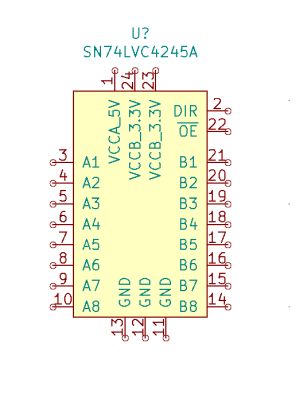 U?
SN74LVC4245A
1 24 23
VCCA_5V VCCB_3.3V VCCB_3.3V
DIR 2
OE 22
3 A1 B1 21
4 A2 B2 20
5 A3 B3 19
6 A4 B4 18
7 A5 B5 17
8 A6 B6 16
9 A7 B7 15
10 A8 B8 14
GND GND GND
13 12 11